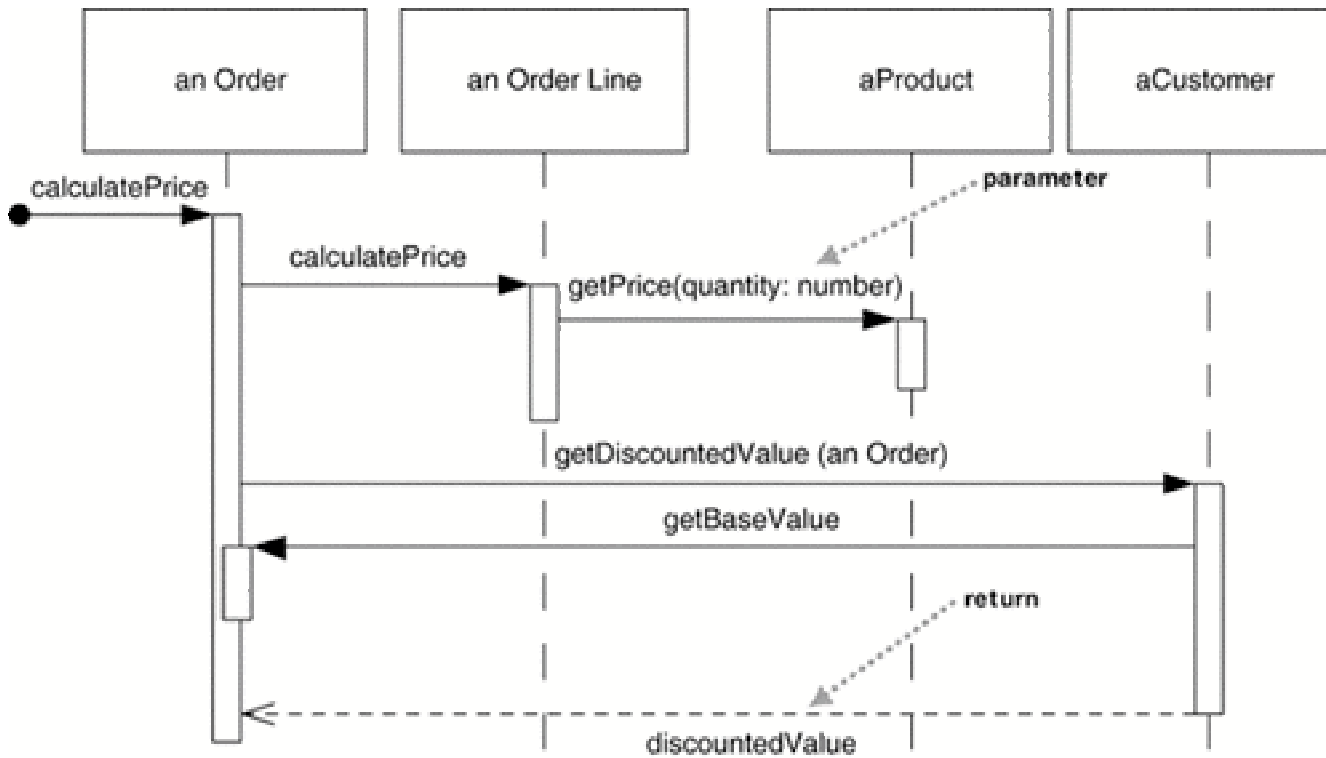 an Order
an Order Line
aProduct
aCustomer
calculatePrice
parameter
calculatePrice
getPrice(quantity: number)
getDiscountedValue (an Order)
getBaseValue
return
discountedValue